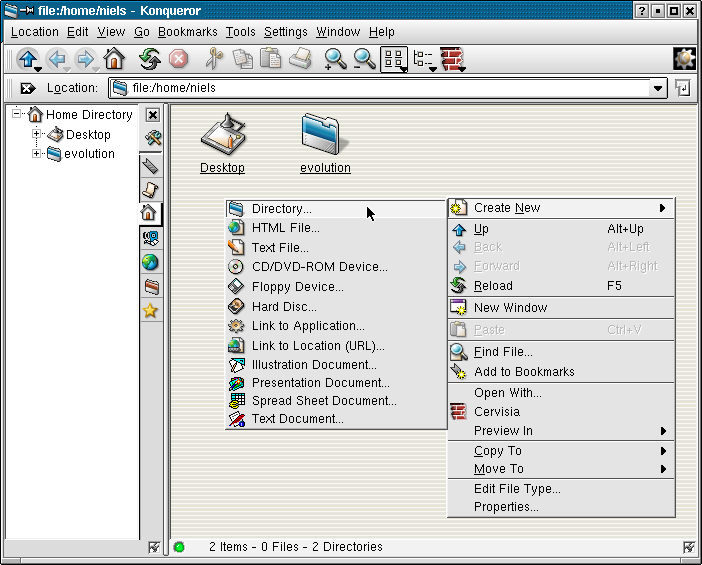 file:/home/niels - Konqueror
Location Edit View Go Bookmarks Tools Settings Window Help
Location: file:/home/niels
Home Directory
Desktop
evolution
Desktop
evolution
Directory...
HTML File...
Text File...
CD/DVD-ROM Device...
Floppy Device...
Hard Disc...
Link to Application...
Link to Location (URL)...
Illustration Document...
Presentation Document...
Spread Sheet Document...
Text Document...
Create New
Up Alt+Up
Back Alt+Left
Forward Alt+Right
Reload F5
New Window
Paste Ctrl+V
Find File...
Add to Bookmarks
Open With...
Cervisia
Preview In
Copy To
Move To
Edit File Type...
Properties...
2 Items - 0 Files - 2 Directories